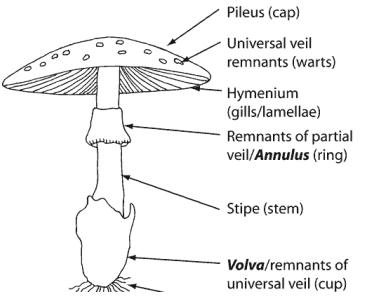 Pileus (cap)
Universal veil
remnants (warts)
Hymenium
(gills/lamellae)
Remnants of partial
veil/Annulus (ring)
Stipe (stem)
Volva/remnants of
universal veil (cup)